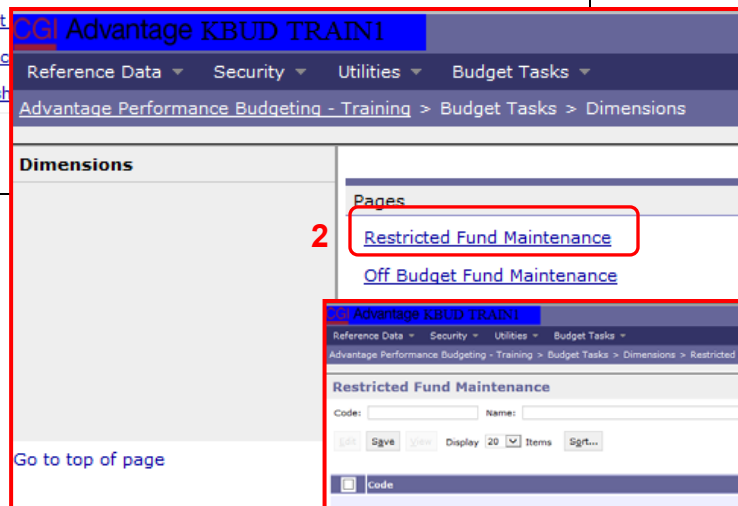 CGI Advantage KBUD TRAIN1
Reference Data Security Utilities Budget Tasks
Advantage Performance Budgeting - Training > Budget Tasks > Dimensions
Dimensions
Pages
2
Restricted Fund Maintenance
Off Budget Fund Maintenance
CGI Advantage KBUD TRAIN1
Reference Data Security Utilities Budget Tasks
Advantage Performance Budgeting - Training > Budget Tasks > Dimensions > Restricted
Restricted Fund Maintenance
Code: Name:
Edit Save View Display 20 Items Sort...
Code
Go to top of page